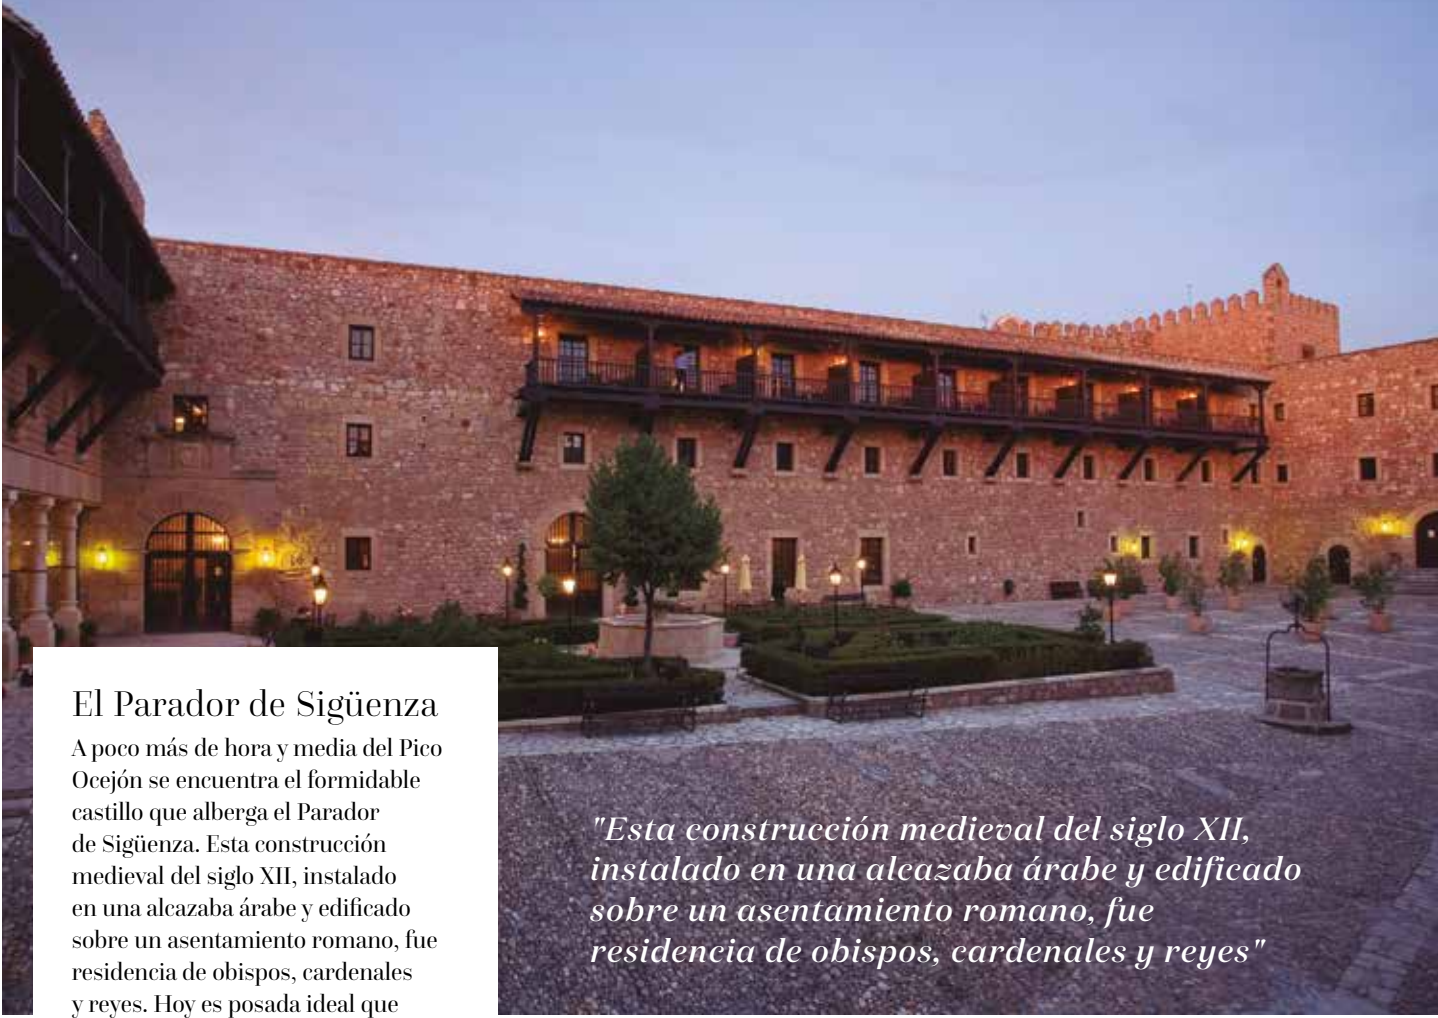 El Parador de Sigüenza
A poco más de hora y media del Pico
Ocejón se encuentra el formidable
castillo que alberga el Parador
de Sigüenza. Esta construcción
medieval del siglo XII, instalado
en una alcazaba árabe y edificado
sobre un asentamiento romano, fue
residencia de obispos, cardenales
y reyes. Hoy es posada ideal que
"Esta construcción medieval del siglo XII,
instalado en una alcazaba árabe y edificado
sobre un asentamiento romano, fue
residencia de obispos, cardenales y reyes"